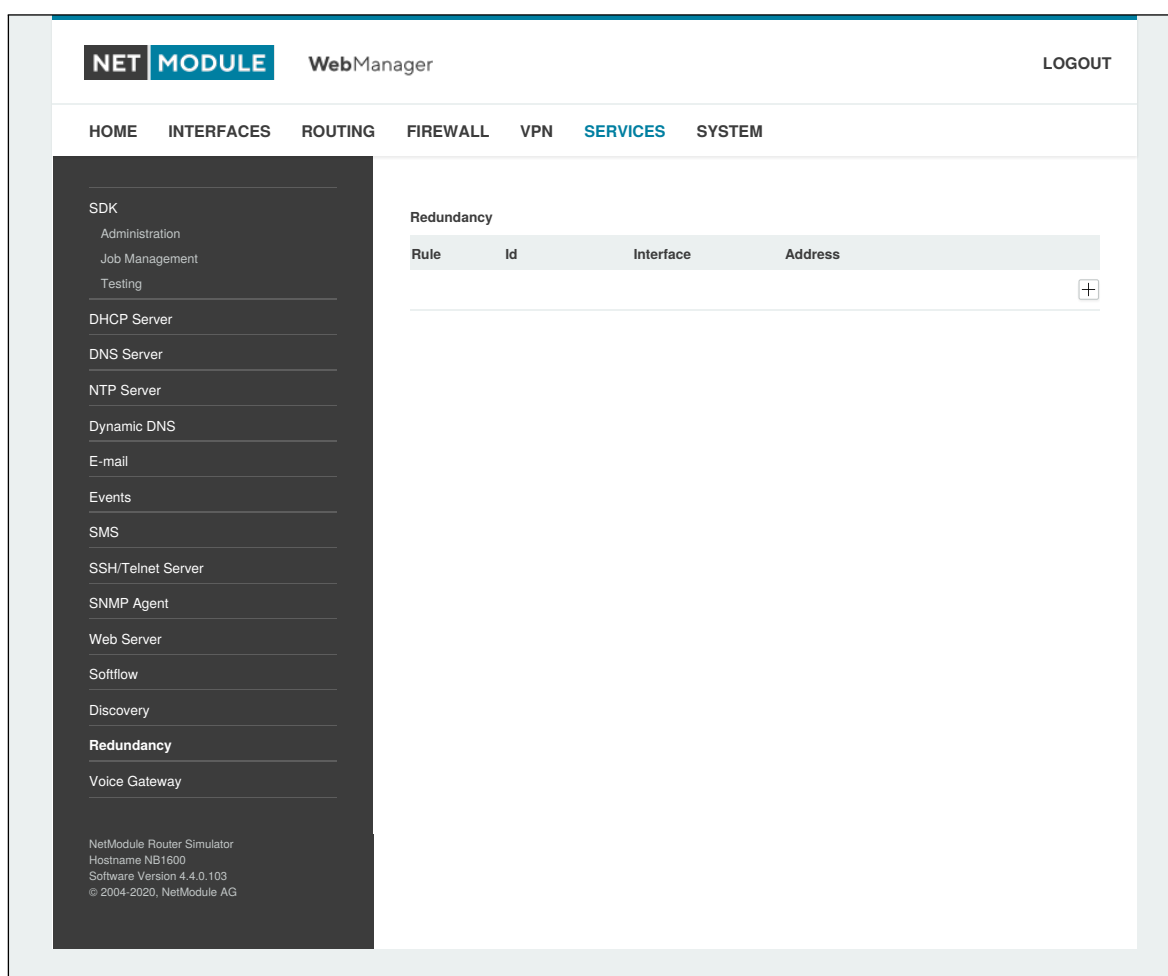 NET MODULE WebManager LOGOUT
HOME INTERFACES ROUTING FIREWALL VPN SERVICES SYSTEM
SDK
Administration
Job Management
Testing
DHCP Server
DNS Server
NTP Server
Dynamic DNS
E-mail
Events
SMS
SSH/Telnet Server
SNMP Agent
Web Server
Softflow
Discovery
Redundancy
Voice Gateway
NetModule Router Simulator
Hostname NB1600
Software Version 4.4.0.103
© 2004-2020, NetModule AG
Redundancy
Rule Id Interface Address